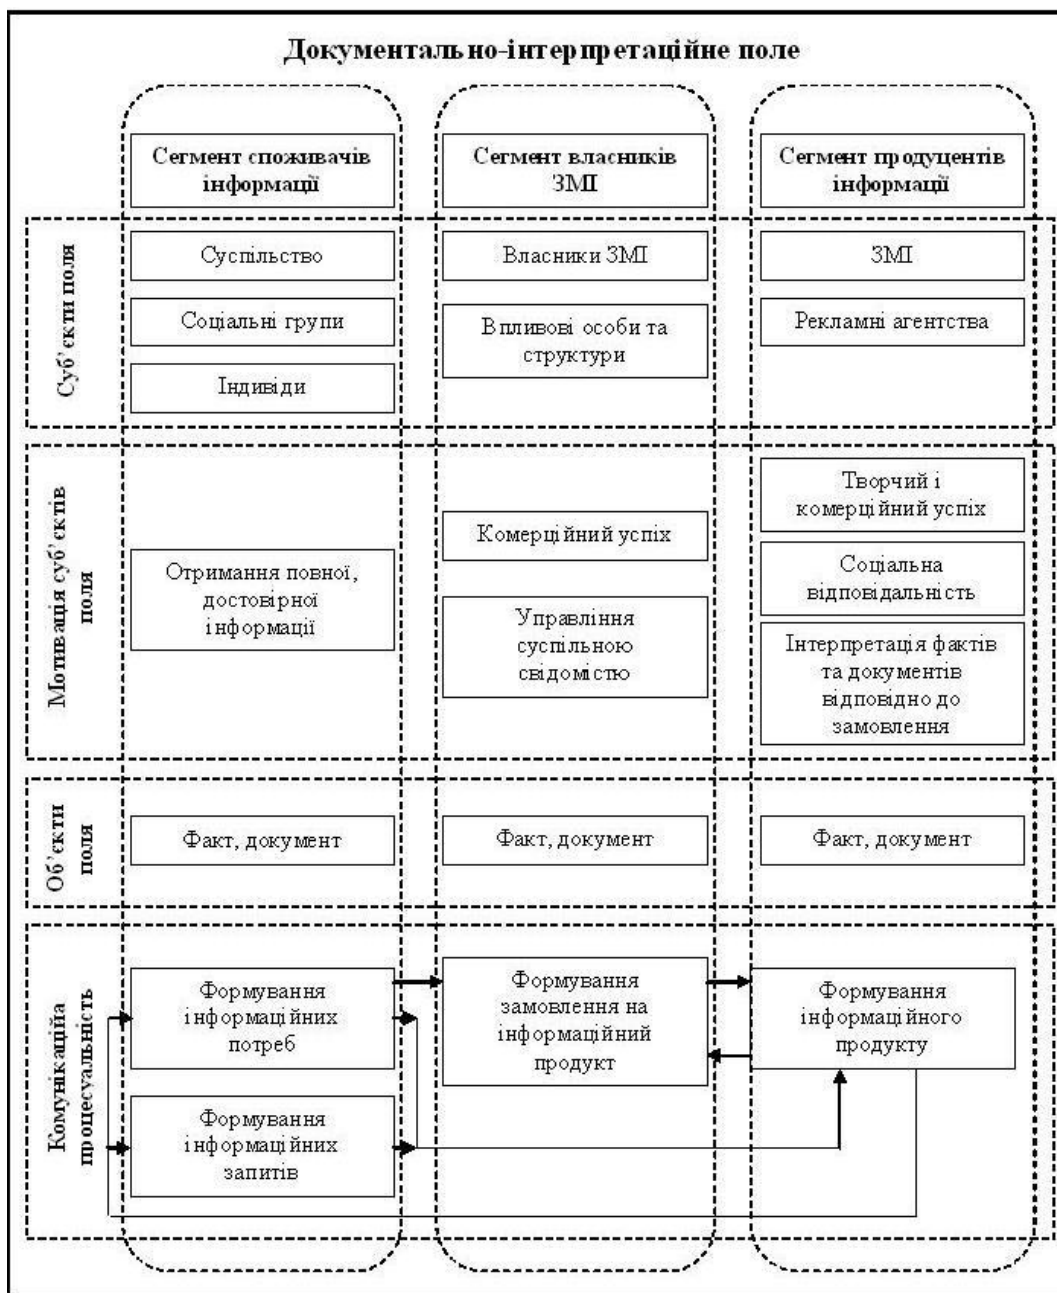 Документально-інтерпретаційне поле
Сегмент споживачів
інформації
Сегмент власників
ЗМІ
Сегмент продуцентів
інформації
Суб’єкти поля
Суспільство
Соціальні групи
Індивіди
Власники ЗМІ
Впливові особи та
структури
ЗМІ
Рекламні агентства
Мотивація суб’єктів
поля
Отримання повної,
достовірної
інформації
Комерційний успіх
Управління
суспільною
свідомістю
Творчий і
комерційний успіх
Соціальна
відповідальність
Інтерпретація фактів
та документів
відповідно до
замовлення
Об’єкти
поля
Факт, документ
Факт, документ
Факт, документ
Комунікаційа
процесуальність
Формування
інформаційних
потреб
Формування
інформаційних
запитів
Формування
замовлення на
інформаційний
продукт
Формування
інформаційного
продукту